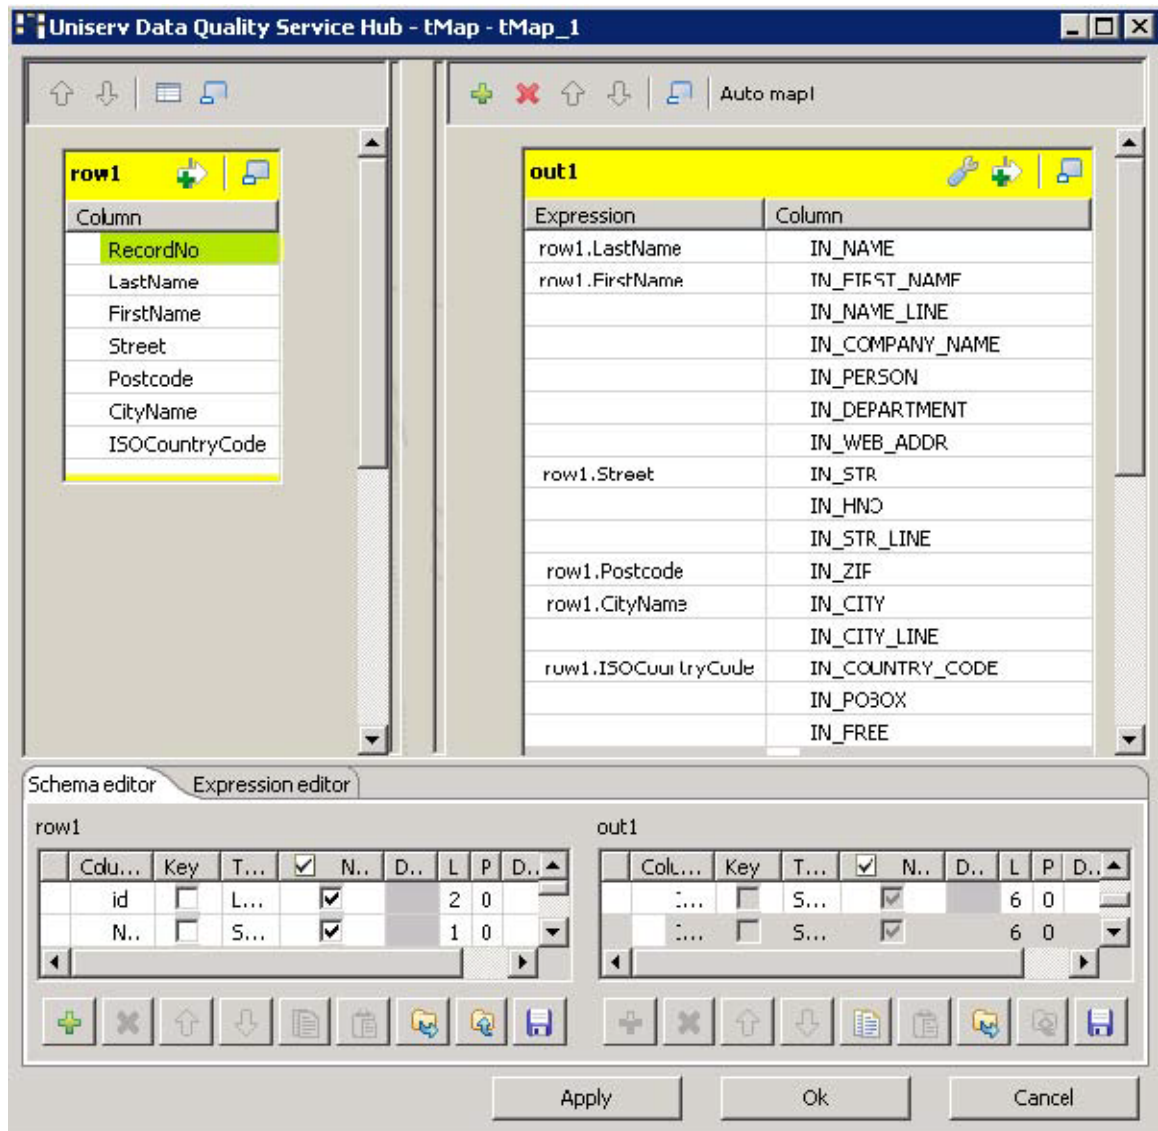 Uniserv Data Quality Service Hub - tMap - tMap_1
Auto map!
row1
Column
RecordNo
LastName
FirstName
Street
Postcode
CityName
ISOCountryCode
out1
Expression Column
row1.LastName IN_NAME
row1.FirstName IN_FIRST_NAME
IN_NAME_LINE
IN_COMPANY_NAME
IN_PERSON
IN_DEPARTMENT
IN_WEB_ADDR
row1.Street IN_STR
IN_HNO
IN_STR_LINE
row1.Postcode IN_ZIP
row1.CityName IN_CITY
IN_CITY_LINE
row1.ISOCountryCode IN_COUNTRY_CODE
IN_POBOX
IN_FREE
Schema editor Expression editor
row1
Colu... Key T... N.. D.. L P D..
id L... 2 0
N.. S... 1 0
out1
Colu... Key T... N.. D.. L P D..
I... S... 6 0
I... S... 6 0
Apply Ok Cancel